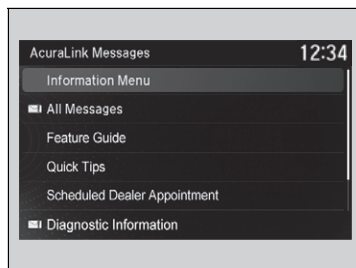 AcuraLink Messages
12:34
Information Menu
All Messages
Feature Guide
Quick Tips
Scheduled Dealer Appointment
Diagnostic Information